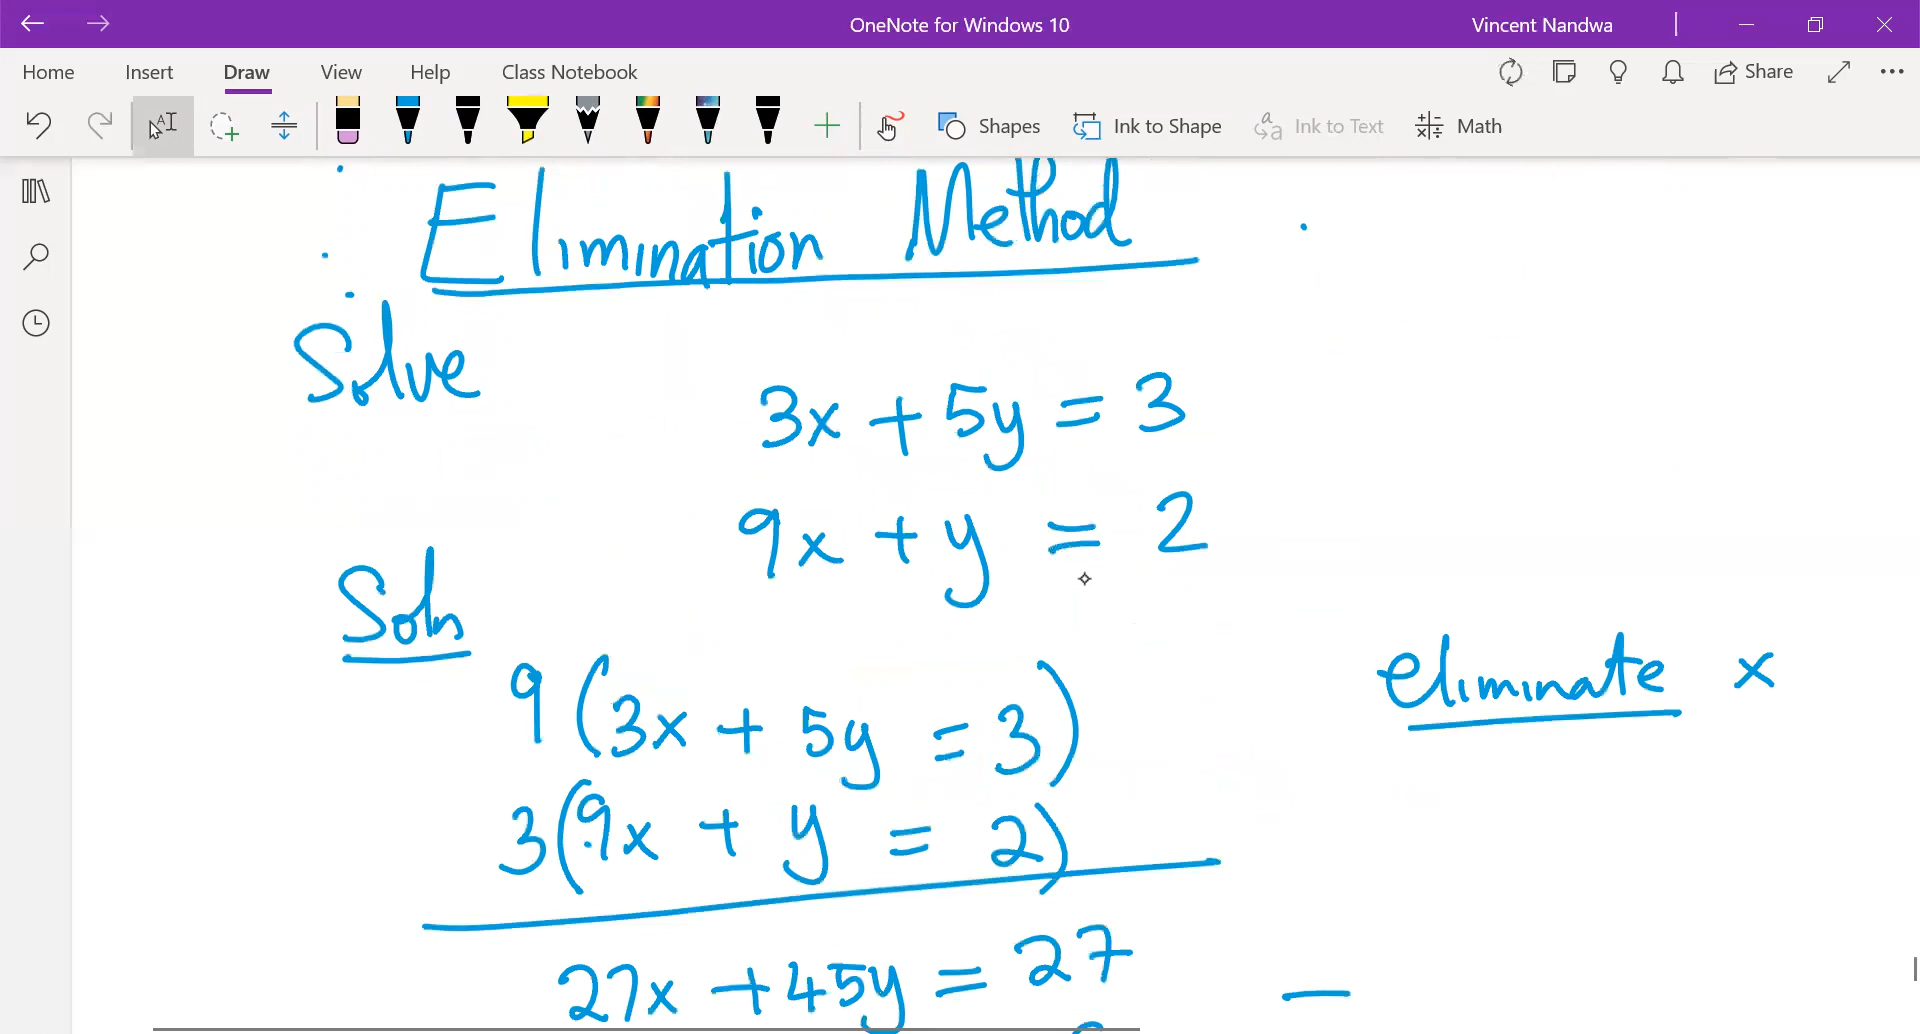 OneNote for Windows 10
Vincent Nandwa
Home Insert Draw View Help Class Notebook Share
Shapes Ink to Shape Ink to Text Math
Elimination Method
Solve
3x + 5y = 3
9x + y = 2
Soln
eliminate x
9(3x + 5y = 3)
3(9x + y = 2)
27x + 45y = 27 —